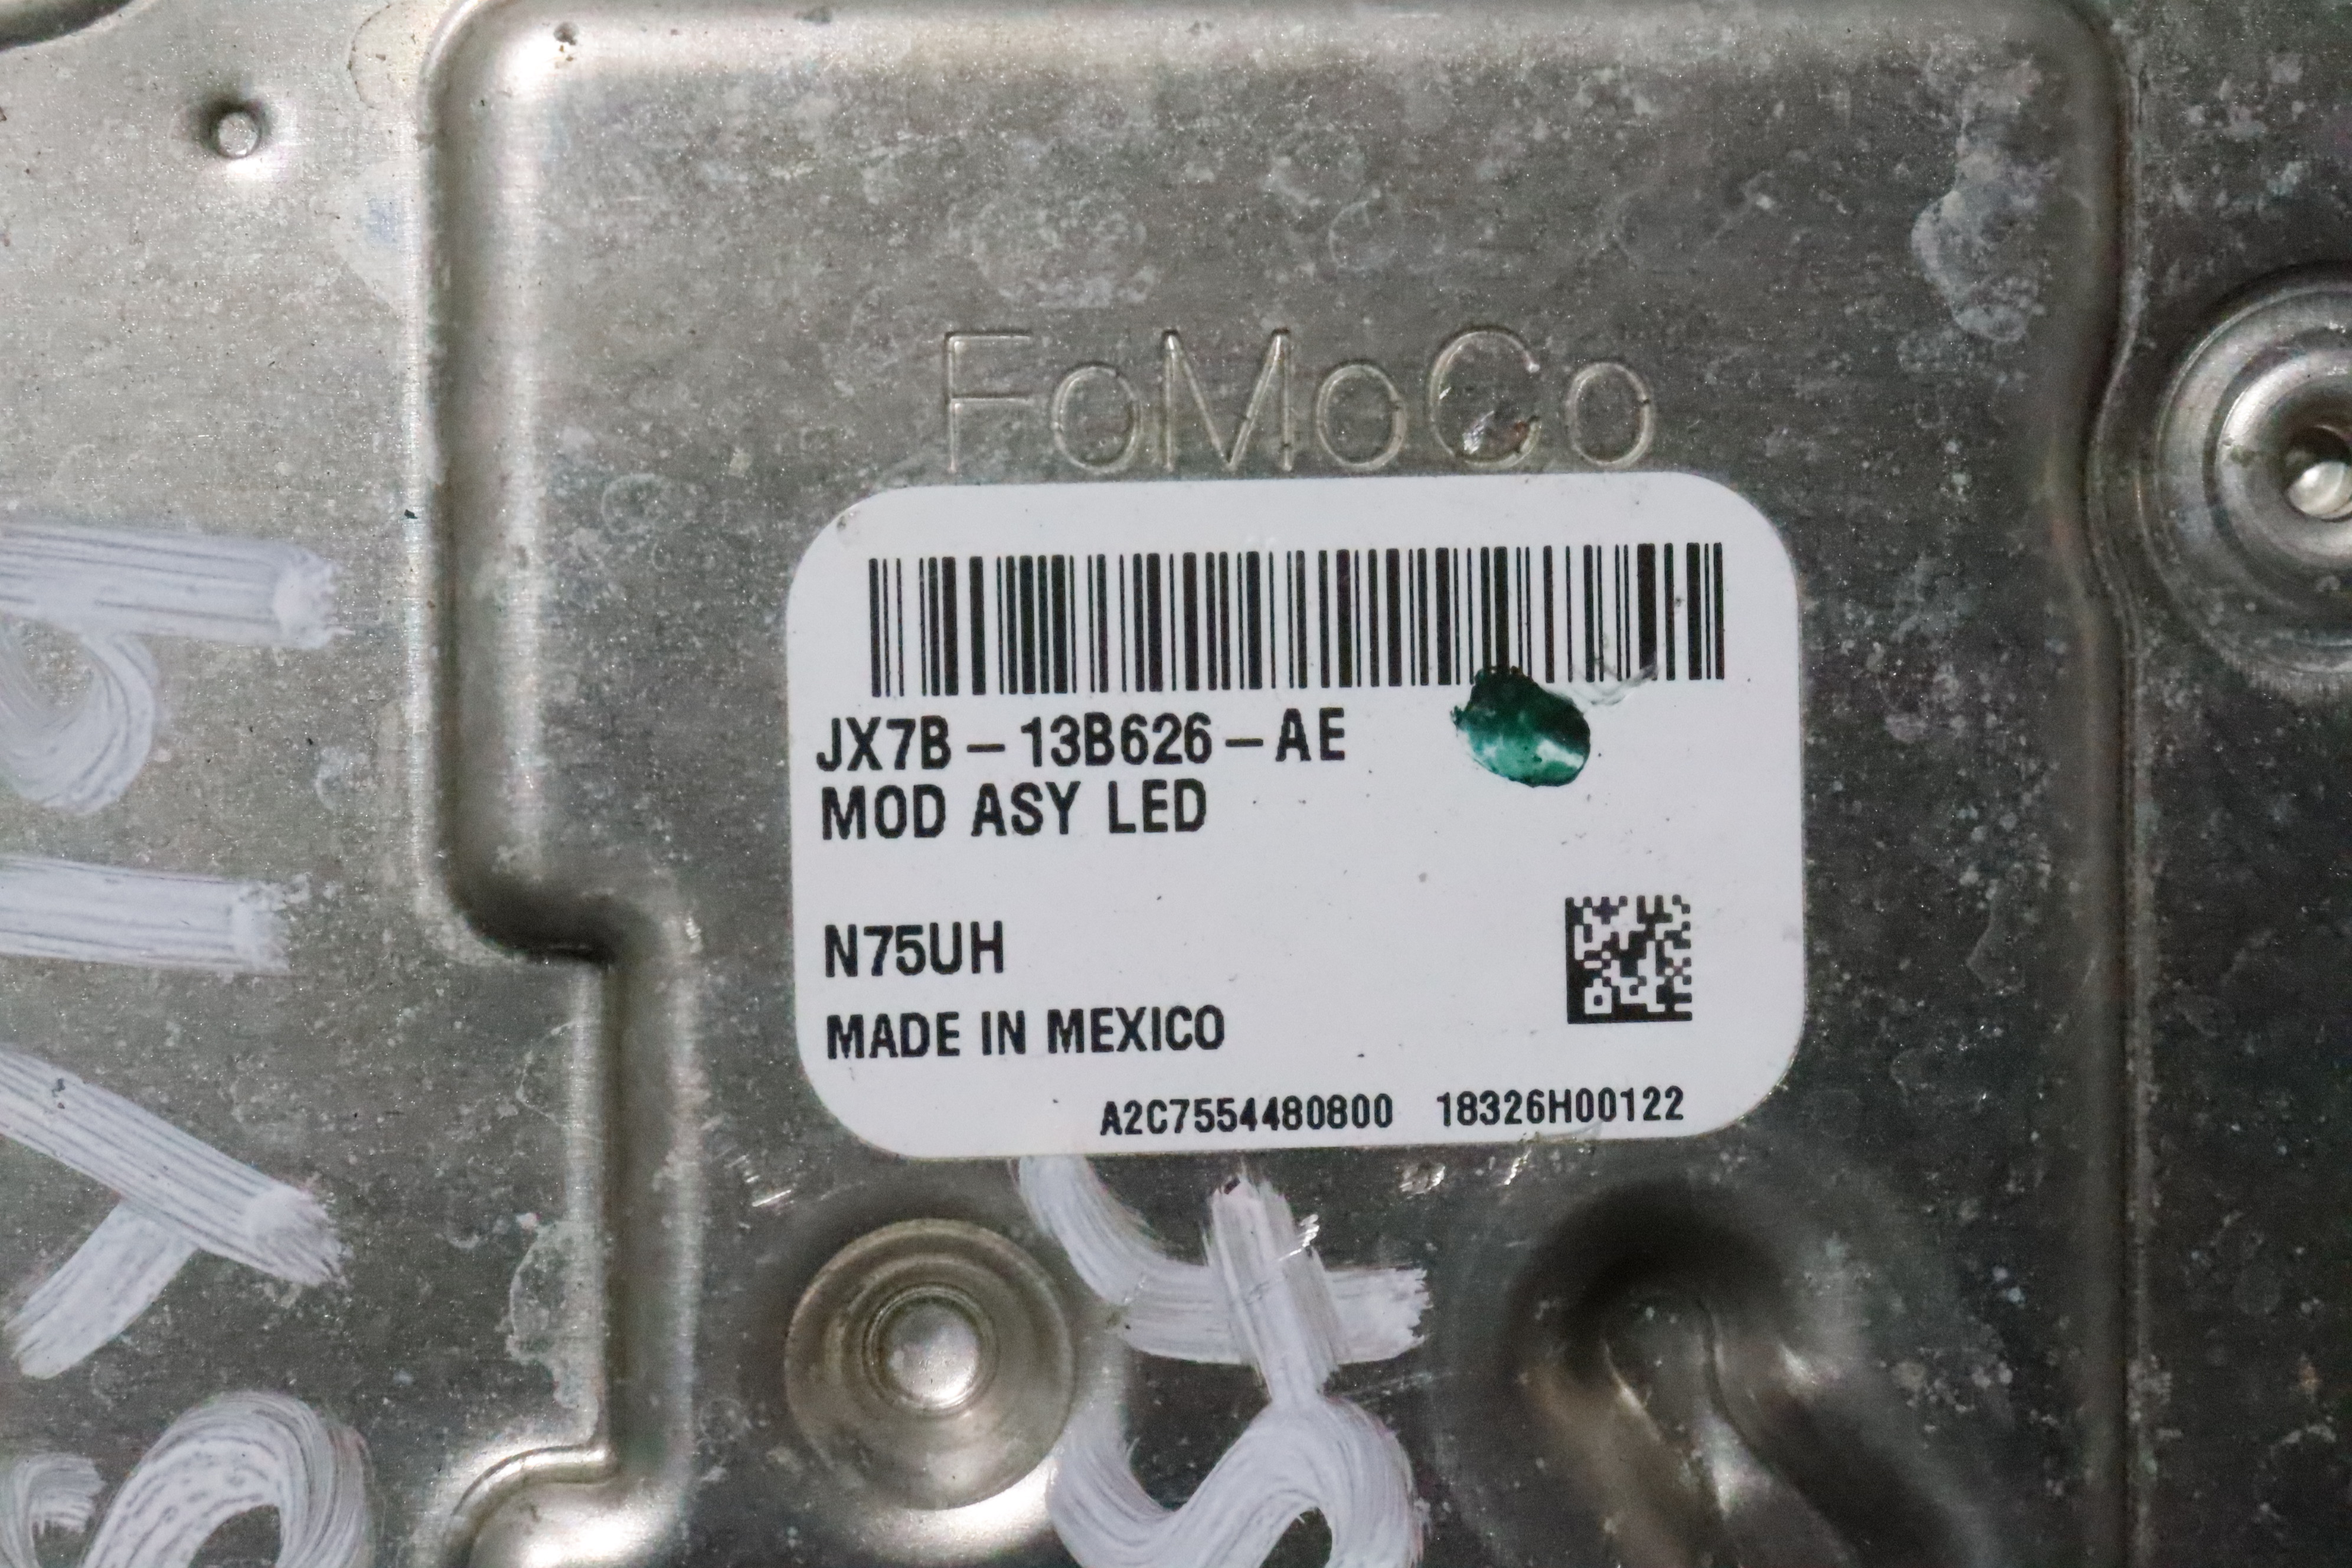 FoMoCo
JX7B-13B626-AE
MOD ASY LED
N75UH
MADE IN MEXICO
A2C7554480800 18326H00122